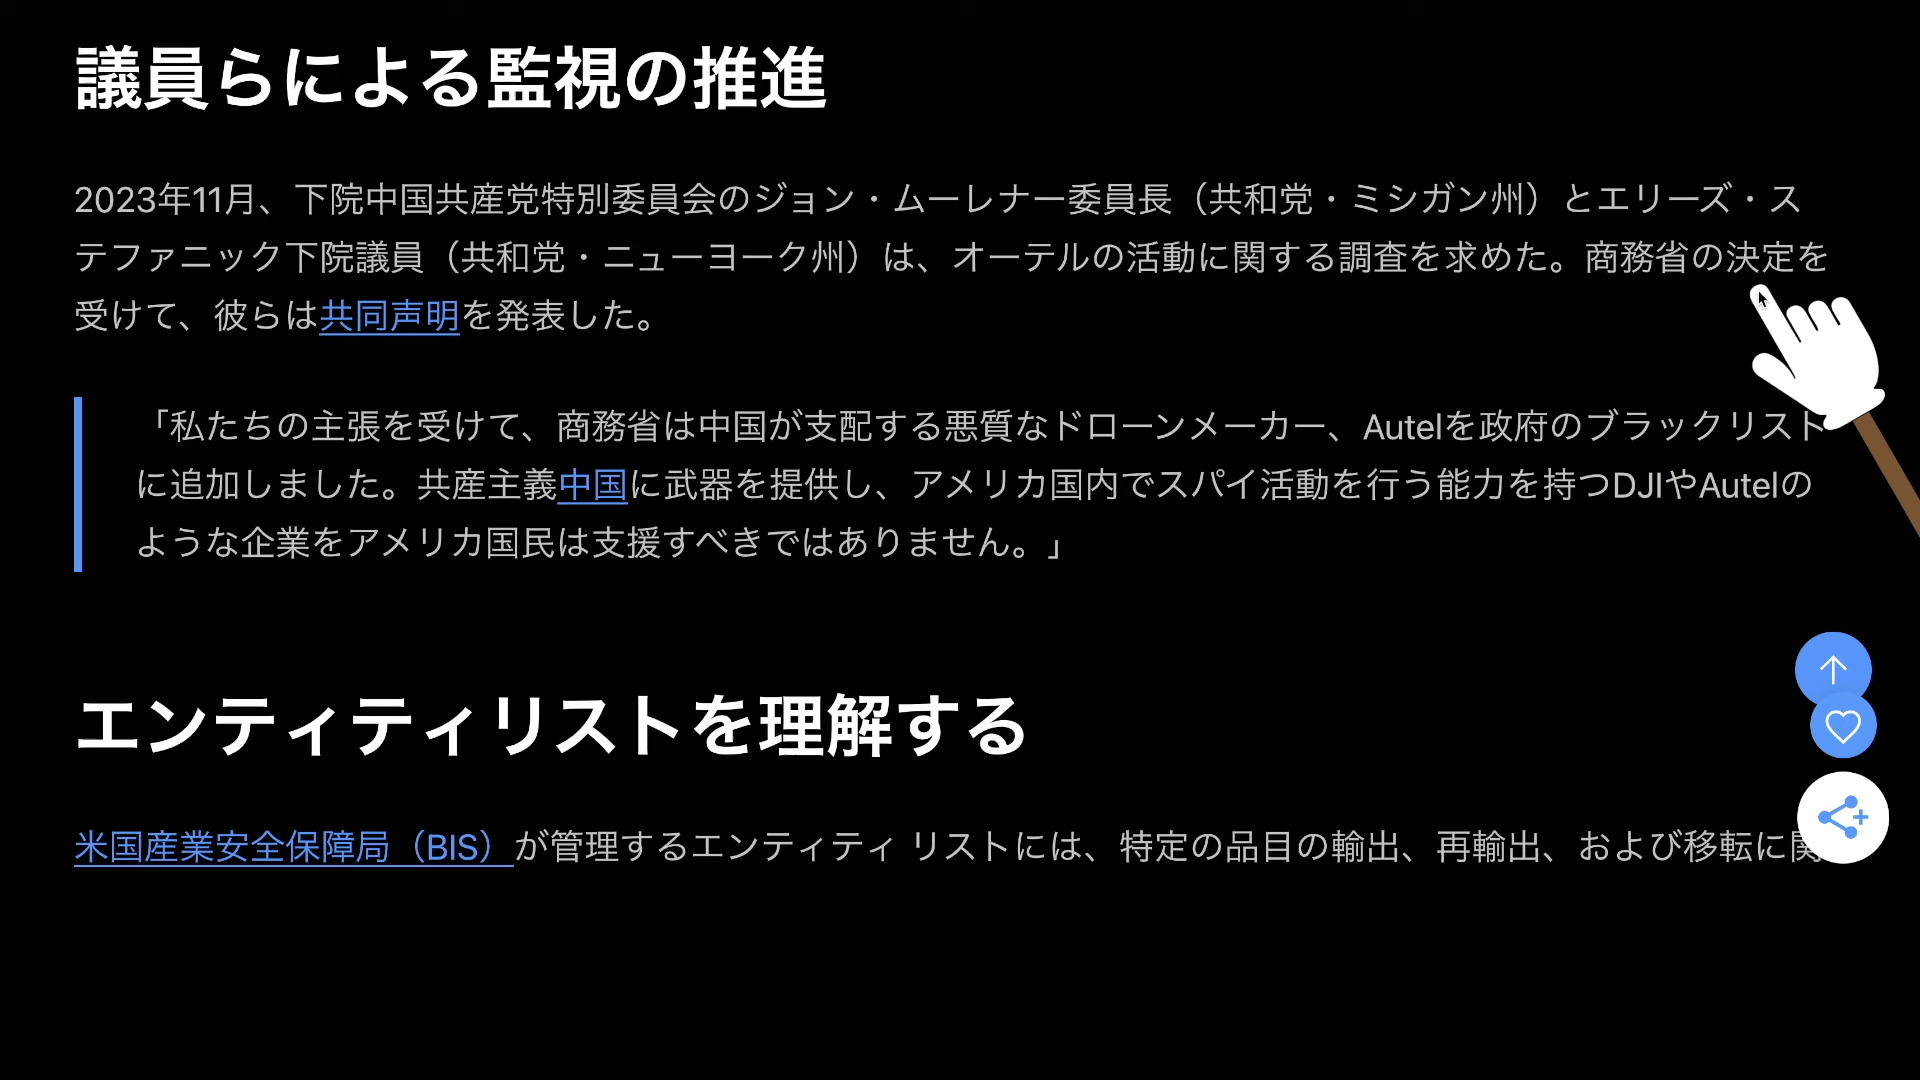 議員らによる監視の推進
2023年11月、下院中国共産党特別委員会のジョン・ムーレナー委員長（共和党・ミシガン州）とエリーズ・ス
テファニック下院議員（共和党・ニューヨーク州）は、オーテルの活動に関する調査を求めた。商務省の決定を
受けて、彼らは共同声明を発表した。
「私たちの主張を受けて、商務省は中国が支配する悪質なドローンメーカー、Autelを政府のブラックリスト
に追加しました。共産主義中国に武器を提供し、アメリカ国内でスパイ活動を行う能力を持つDJIやAutelの
ような企業をアメリカ国民は支援すべきではありません。」
エンティティリストを理解する
米国産業安全保障局（BIS）が管理するエンティティ リストには、特定の品目の輸出、再輸出、および移転に関